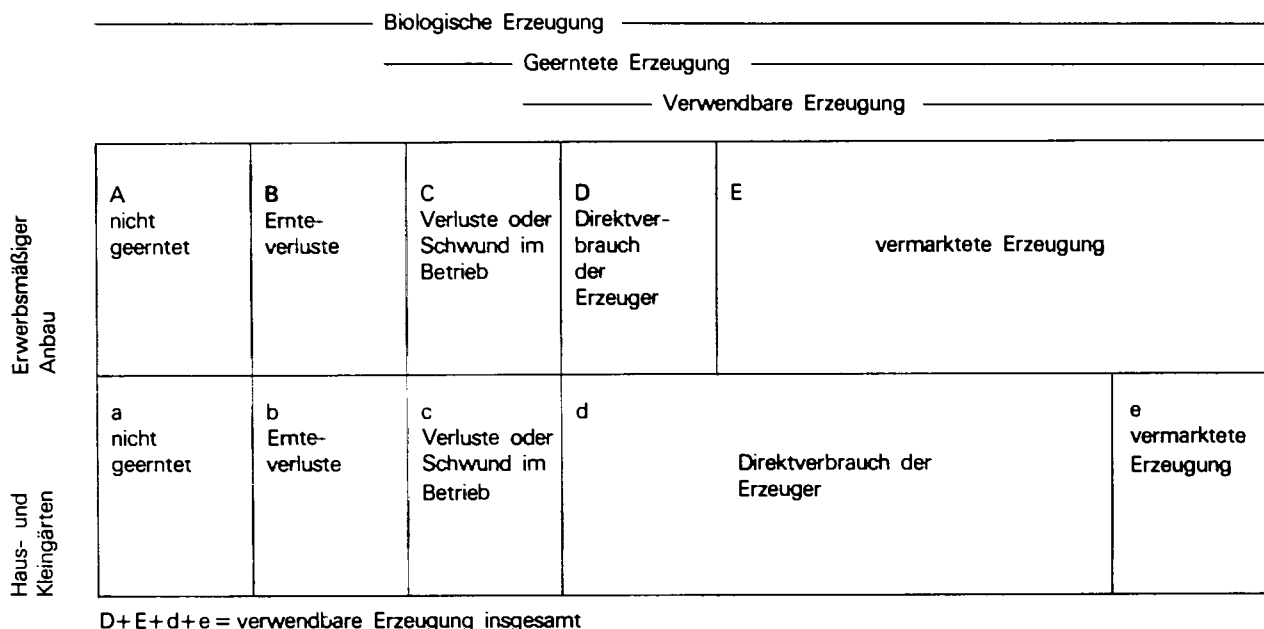 Biologische Erzeugung
Geerntete Erzeugung
Verwendbare Erzeugung
Erwerbsmäßiger
Anbau
A
nicht
geerntet
B
Ernte-
verluste
C
Verluste oder
Schwund im
Betrieb
D
Direktver-
brauch
der
Erzeuger
E
vermarktete Erzeugung
Haus- und
Kleingärten
a
nicht
geerntet
b
Ernte-
verluste
c
Verluste oder
Schwund im
Betrieb
d
Direktverbrauch der
Erzeuger
e
vermarktete
Erzeugung
D+E+d+e = verwendbare Erzeugung insgesamt